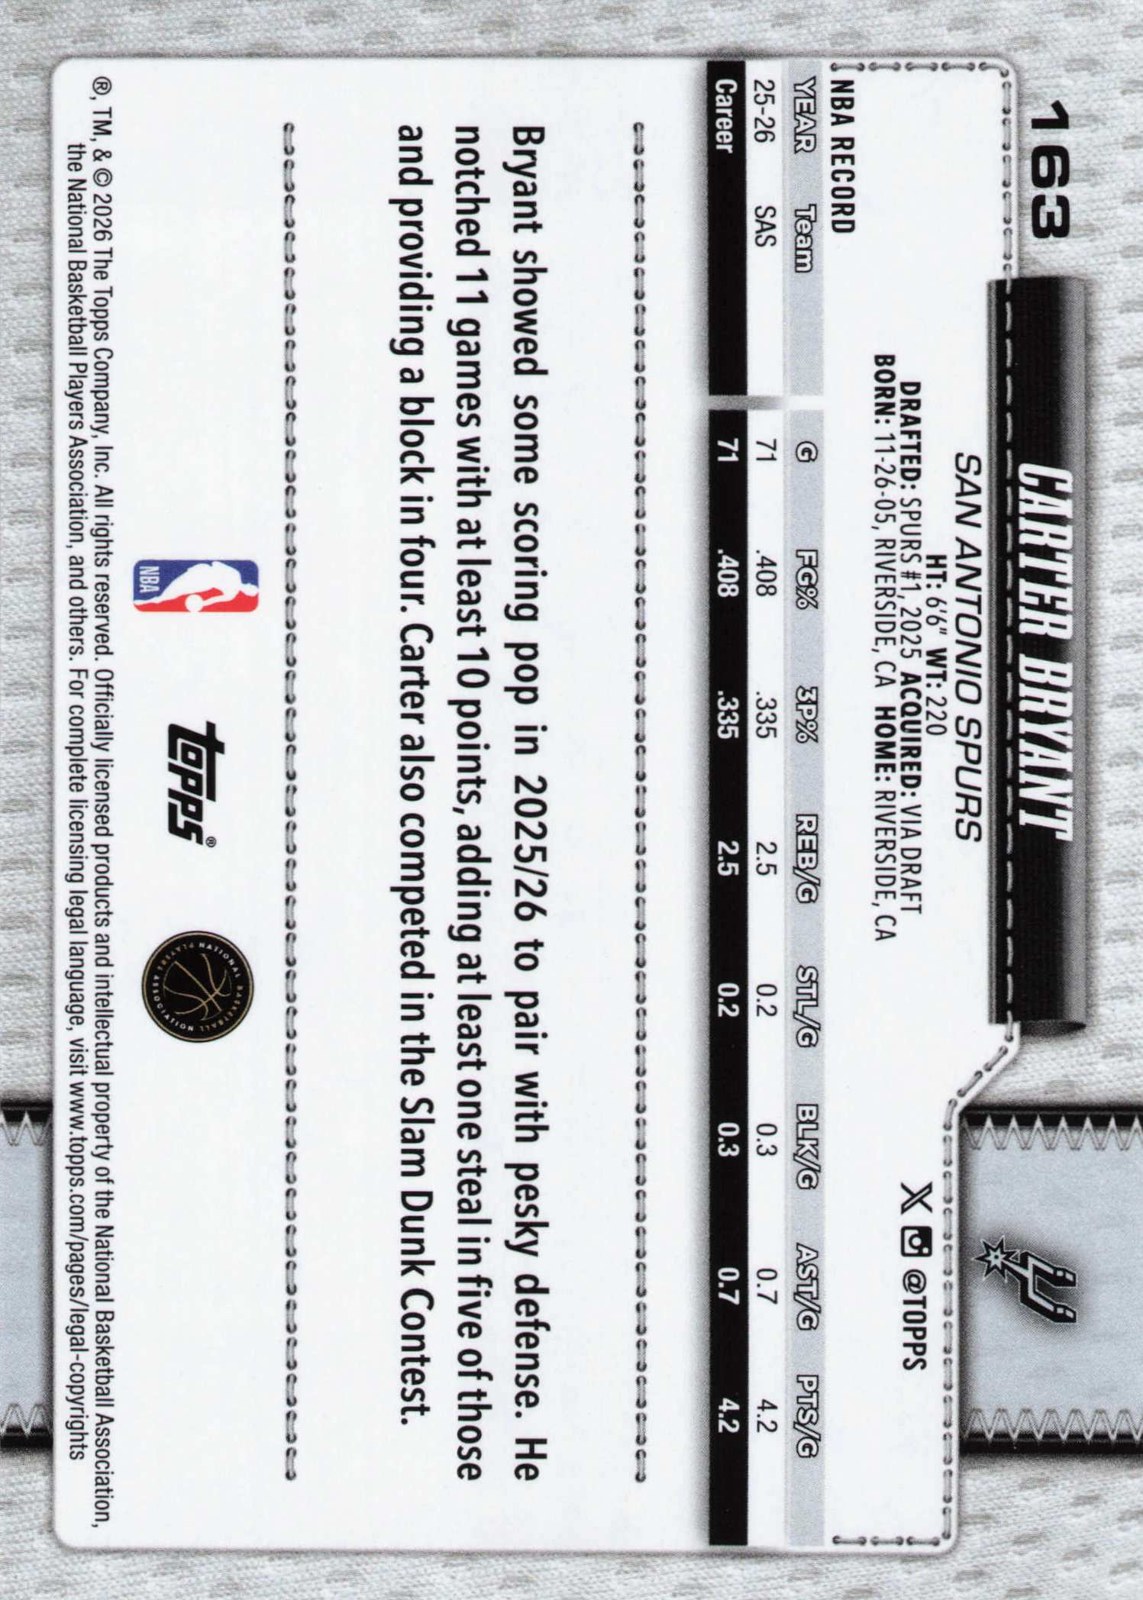 163
CARTER BRYANT
SAN ANTONIO SPURS
HT: 6'6" WT: 220
DRAFTED: SPURS #1, 2025 ACQUIRED: VIA DRAFT
BORN: 11-26-05, RIVERSIDE, CA HOME: RIVERSIDE, CA
@TOPPS
NBA RECORD
YEAR Team G FG% 3P% REB/G STL/G BLK/G AST/G PTS/G
25-26 SAS 71 .408 .335 2.5 0.2 0.3 0.7 4.2
Career 71 .408 .335 2.5 0.2 0.3 0.7 4.2
Bryant showed some scoring pop in 2025/26 to pair with pesky defense. He
notched 11 games with at least 10 points, adding at least one steal in five of those
and providing a block in four. Carter also competed in the Slam Dunk Contest.
NBA
topps®
NATIONAL BASKETBALL PLAYERS ASSOCIATION
®, TM, & © 2026 The Topps Company, Inc. All rights reserved. Officially licensed products and intellectual property of the National Basketball Association,
the National Basketball Players Association, and others. For complete licensing legal language, visit www.topps.com/pages/legal-copyrights